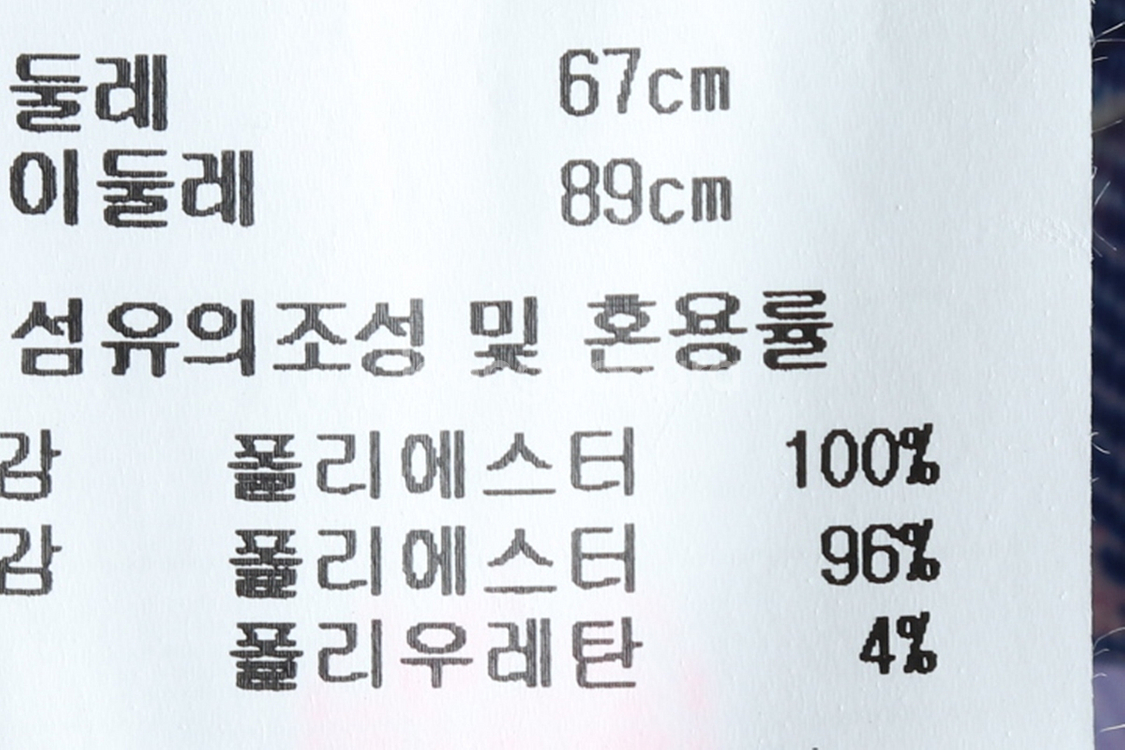 둘레 67cm
이둘레 89cm
섬유의조성 및 혼용률
감 폴리에스터 100%
감 폴리에스터 96%
폴리우레탄 4%